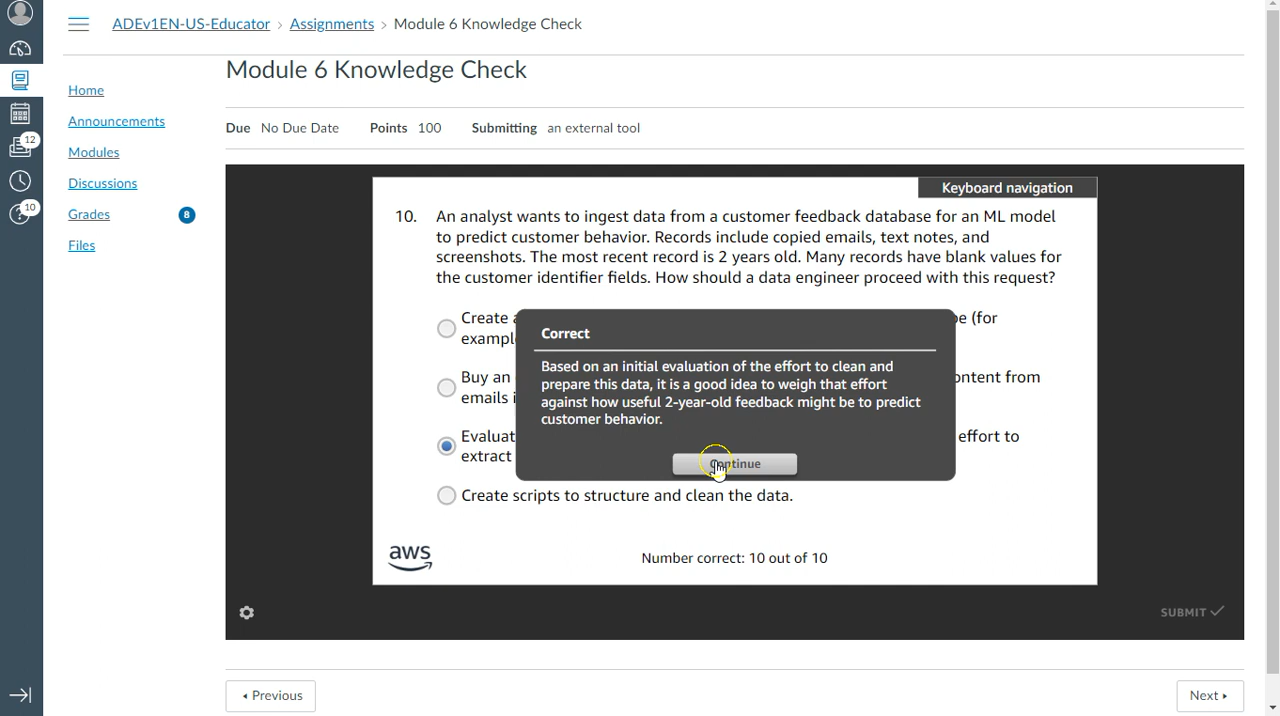 ADEv1EN-US-Educator › Assignments › Module 6 Knowledge Check
Module 6 Knowledge Check
Home
Announcements
Modules
Discussions
Grades 8
Files
12
10
Due No Due Date Points 100 Submitting an external tool
Keyboard navigation
10. An analyst wants to ingest data from a customer feedback database for an ML model
to predict customer behavior. Records include copied emails, text notes, and
screenshots. The most recent record is 2 years old. Many records have blank values for
the customer identifier fields. How should a data engineer proceed with this request?
Create
(for
Buy an
from
emails
effort to
extract
Correct
Based on an initial evaluation of the effort to clean and
prepare this data, it is a good idea to weigh that effort
against how useful 2-year-old feedback might be to predict
customer behavior.
Continue
Create scripts to structure and clean the data.
aws
Number correct: 10 out of 10
SUBMIT
Previous
Next